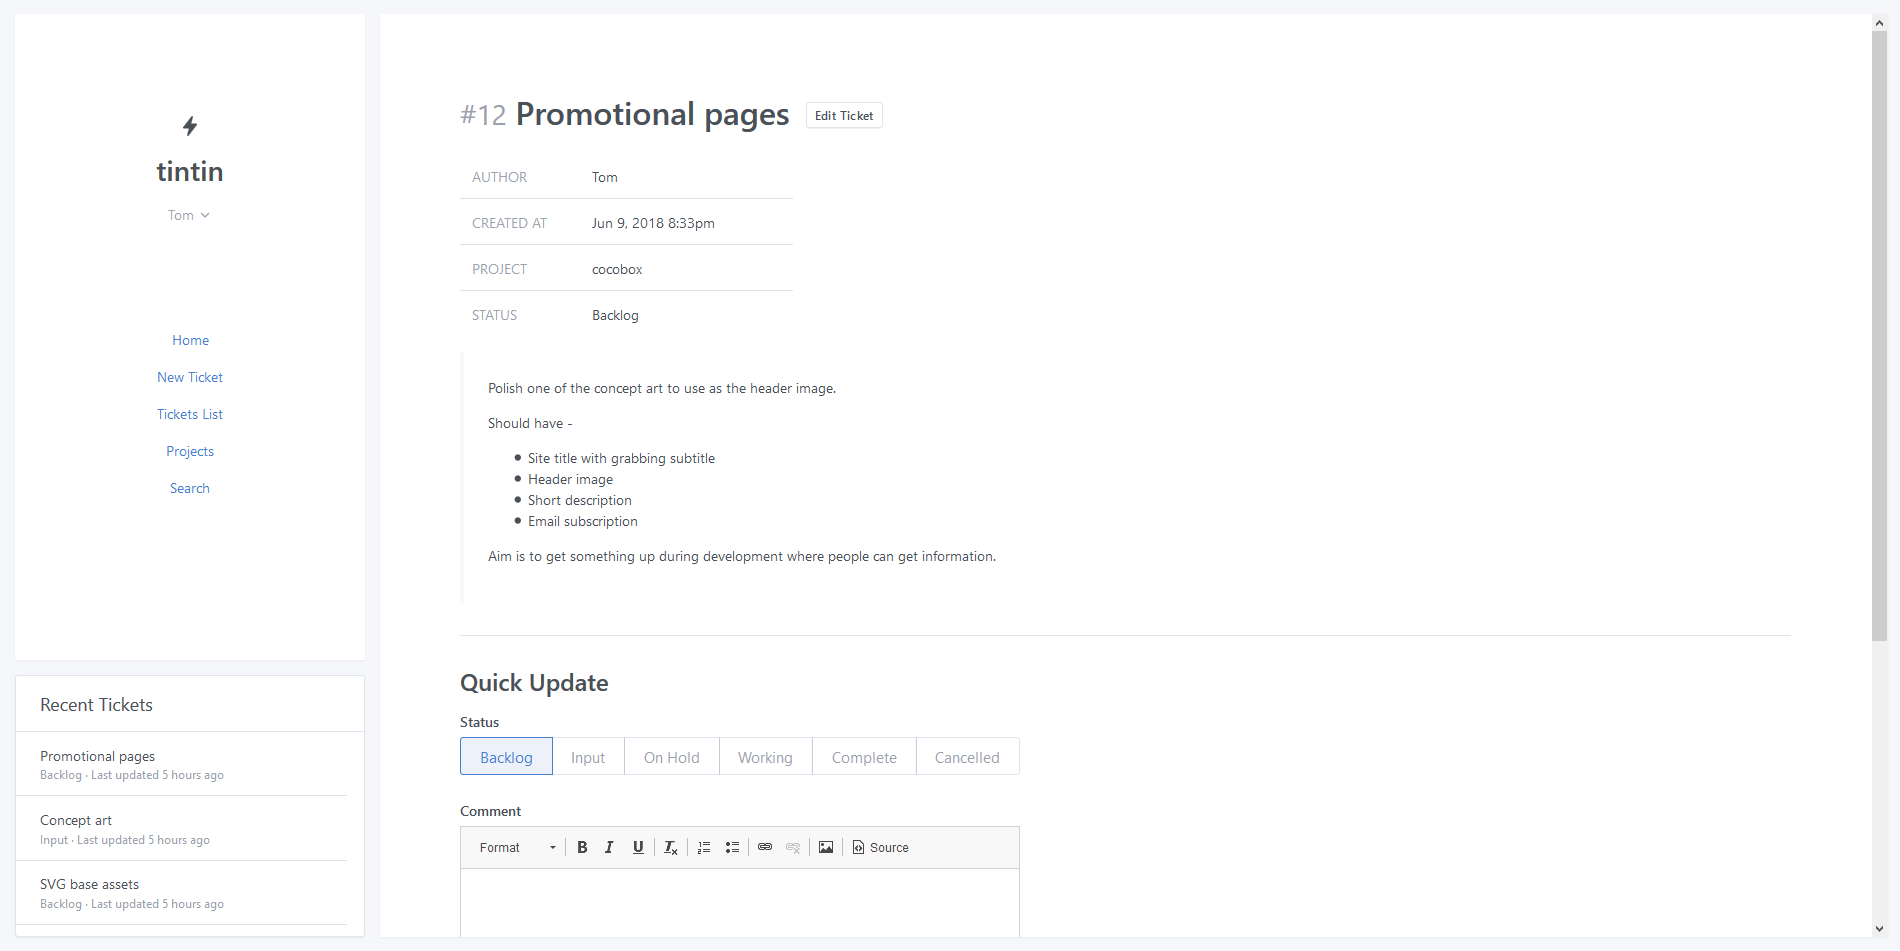 tintin
Tom
Home
New Ticket
Tickets List
Projects
Search
Recent Tickets
Promotional pages
Backlog · Last updated 5 hours ago
Concept art
Input · Last updated 5 hours ago
SVG base assets
Backlog · Last updated 5 hours ago
#12 Promotional pages Edit Ticket
AUTHOR Tom
CREATED AT Jun 9, 2018 8:33pm
PROJECT cocobox
STATUS Backlog
Polish one of the concept art to use as the header image.
Should have -
• Site title with grabbing subtitle
• Header image
• Short description
• Email subscription
Aim is to get something up during development where people can get information.
Quick Update
Status
Backlog Input On Hold Working Complete Cancelled
Comment
Format B I U Tx Source